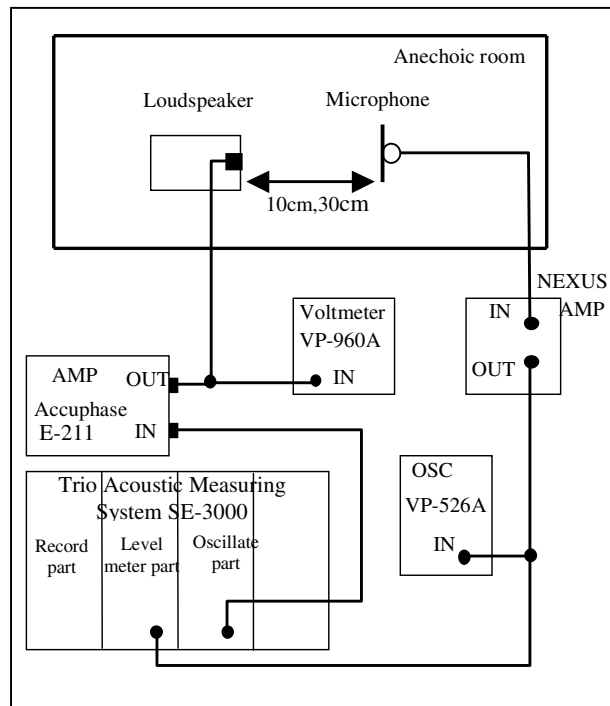 Anechoic room
Loudspeaker
Microphone
10cm,30cm
NEXUS
AMP
IN
OUT
Voltmeter
VP-960A
IN
AMP
OUT
Accuphase
E-211
IN
OSC
VP-526A
IN
Trio Acoustic Measuring
System SE-3000
Record
part
Level
meter part
Oscillate
part